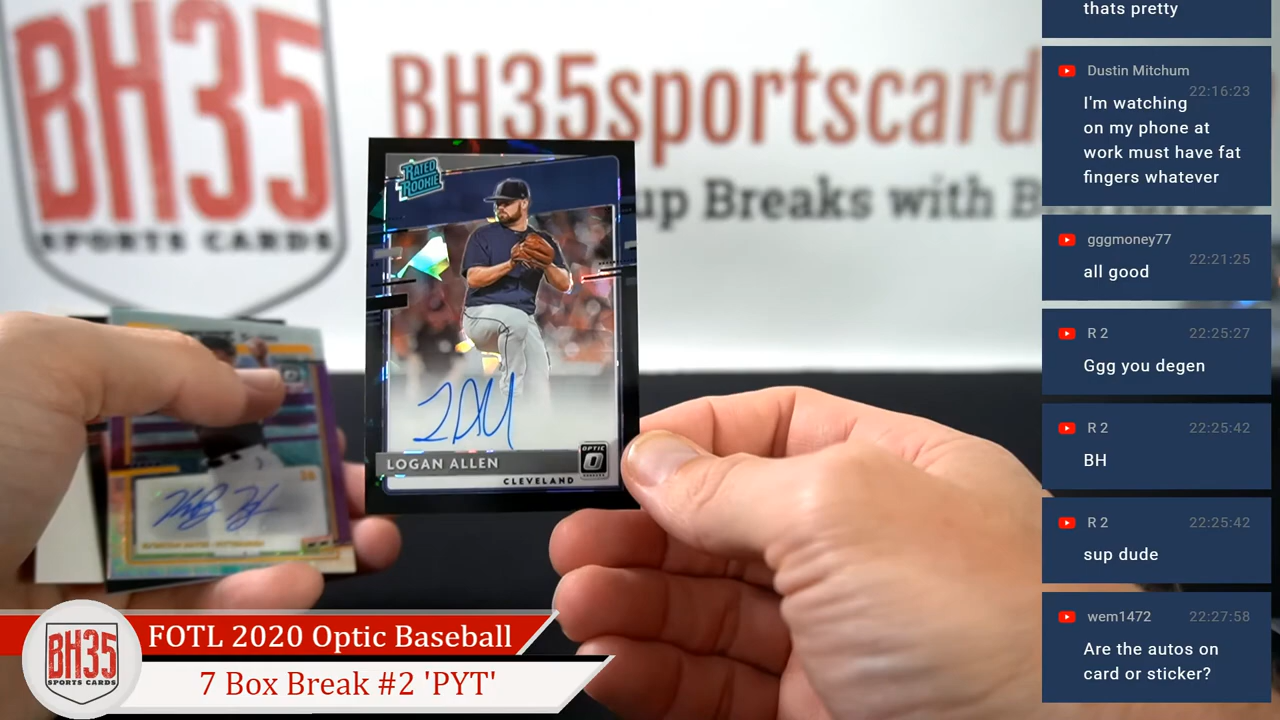 BH35
SPORTS CARDS
BH35sportscard
up Breaks with
RATED
ROOKIE
LOGAN ALLEN
OPTIC
CLEVELAND
FOTL 2020 Optic Baseball
7 Box Break #2 'PYT'
BH35
SPORTS CARDS
thats pretty
Dustin Mitchum
22:16:23
I'm watching
on my phone at
work must have fat
fingers whatever
gggmoney77
22:21:25
all good
R 2 22:25:27
Ggg you degen
R 2 22:25:42
BH
R 2 22:25:42
sup dude
wem1472 22:27:58
Are the autos on
card or sticker?